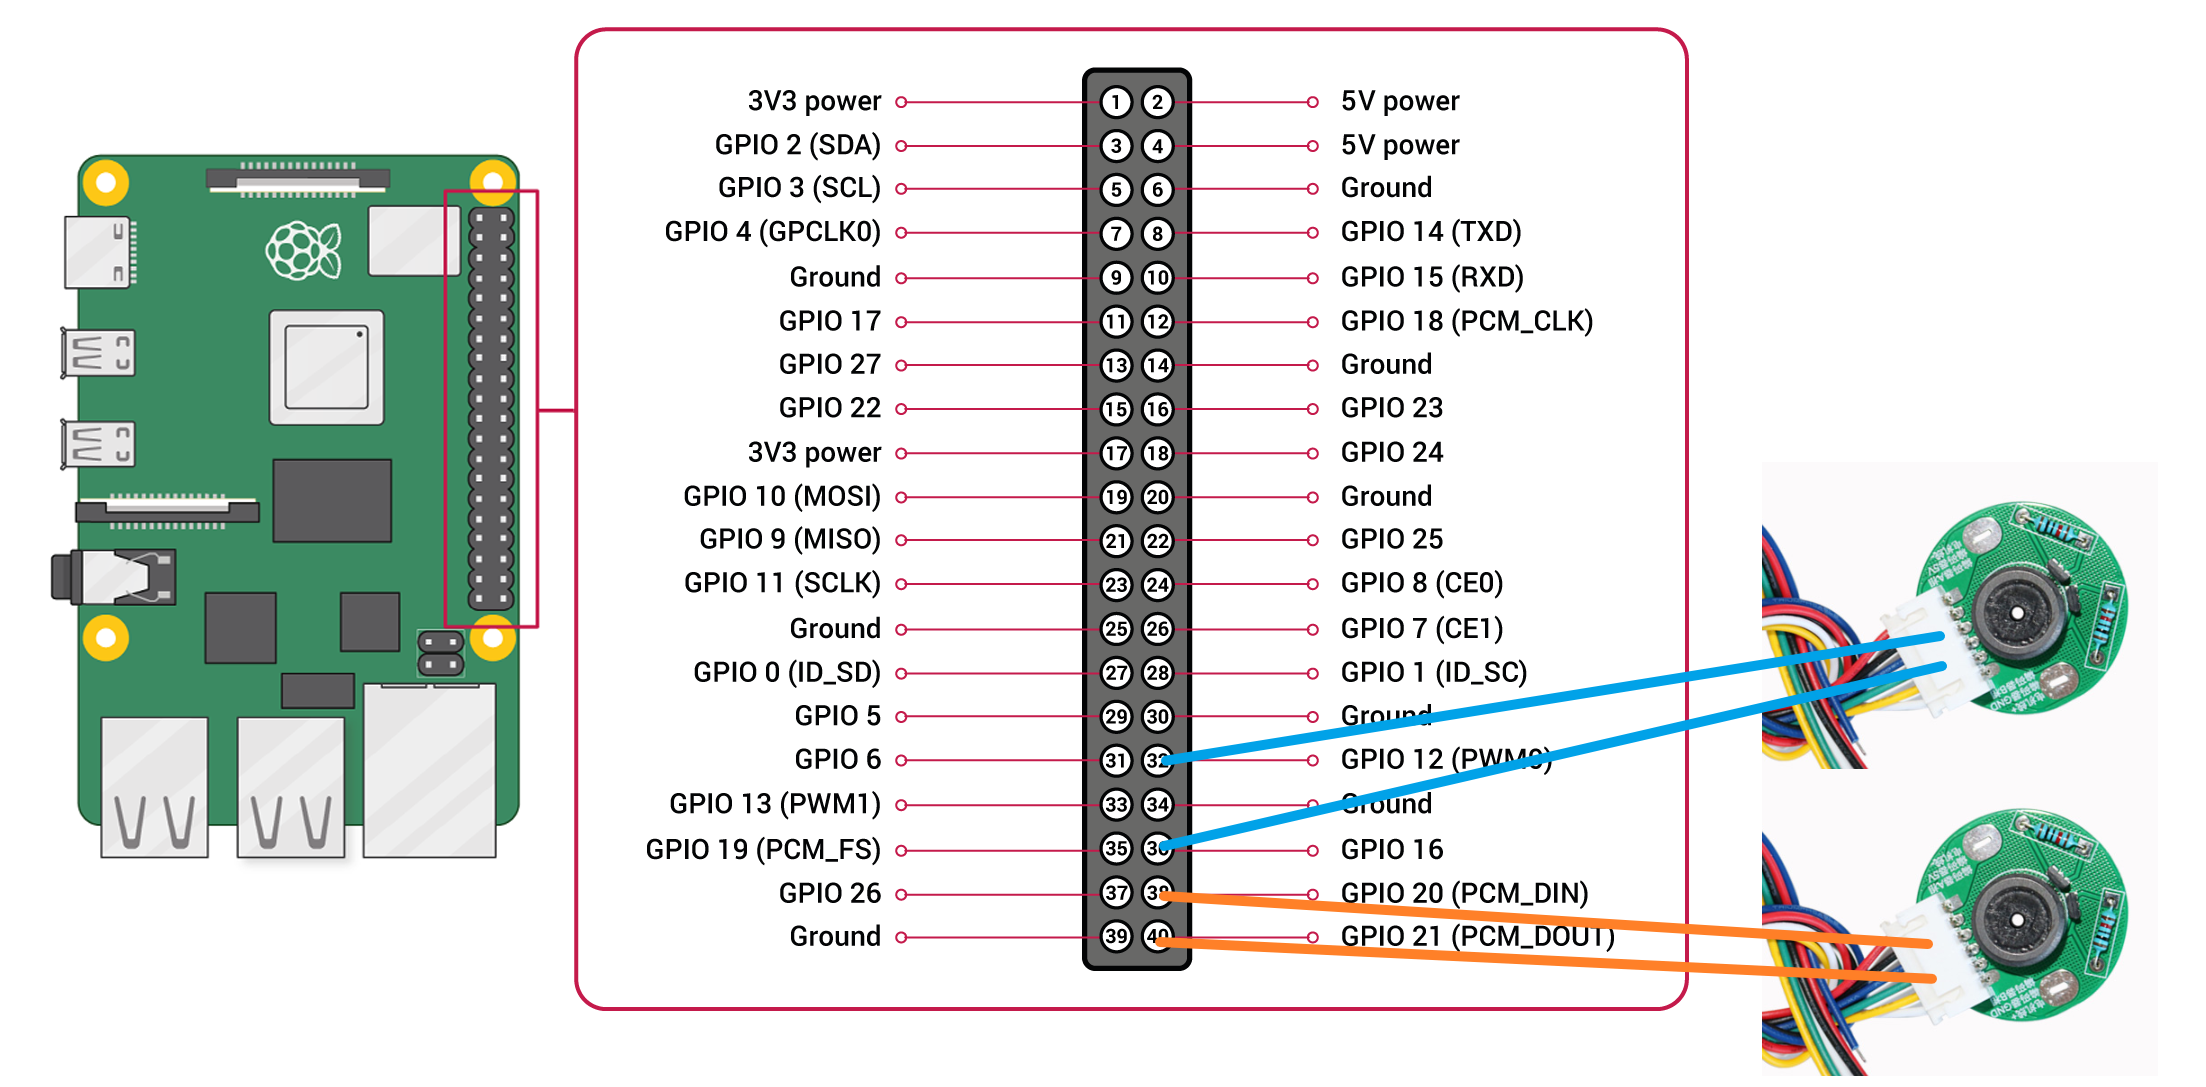 3V3 power 1 2 5V power
GPIO 2 (SDA) 3 4 5V power
GPIO 3 (SCL) 5 6 Ground
GPIO 4 (GPCLK0) 7 8 GPIO 14 (TXD)
Ground 9 10 GPIO 15 (RXD)
GPIO 17 11 12 GPIO 18 (PCM_CLK)
GPIO 27 13 14 Ground
GPIO 22 15 16 GPIO 23
3V3 power 17 18 GPIO 24
GPIO 10 (MOSI) 19 20 Ground
GPIO 9 (MISO) 21 22 GPIO 25
GPIO 11 (SCLK) 23 24 GPIO 8 (CE0)
Ground 25 26 GPIO 7 (CE1)
GPIO 0 (ID_SD) 27 28 GPIO 1 (ID_SC)
GPIO 5 29 30 Ground
GPIO 6 31 32 GPIO 12 (PWM0)
GPIO 13 (PWM1) 33 34 Ground
GPIO 19 (PCM_FS) 35 36 GPIO 16
GPIO 26 37 38 GPIO 20 (PCM_DIN)
Ground 39 40 GPIO 21 (PCM_DOUT)